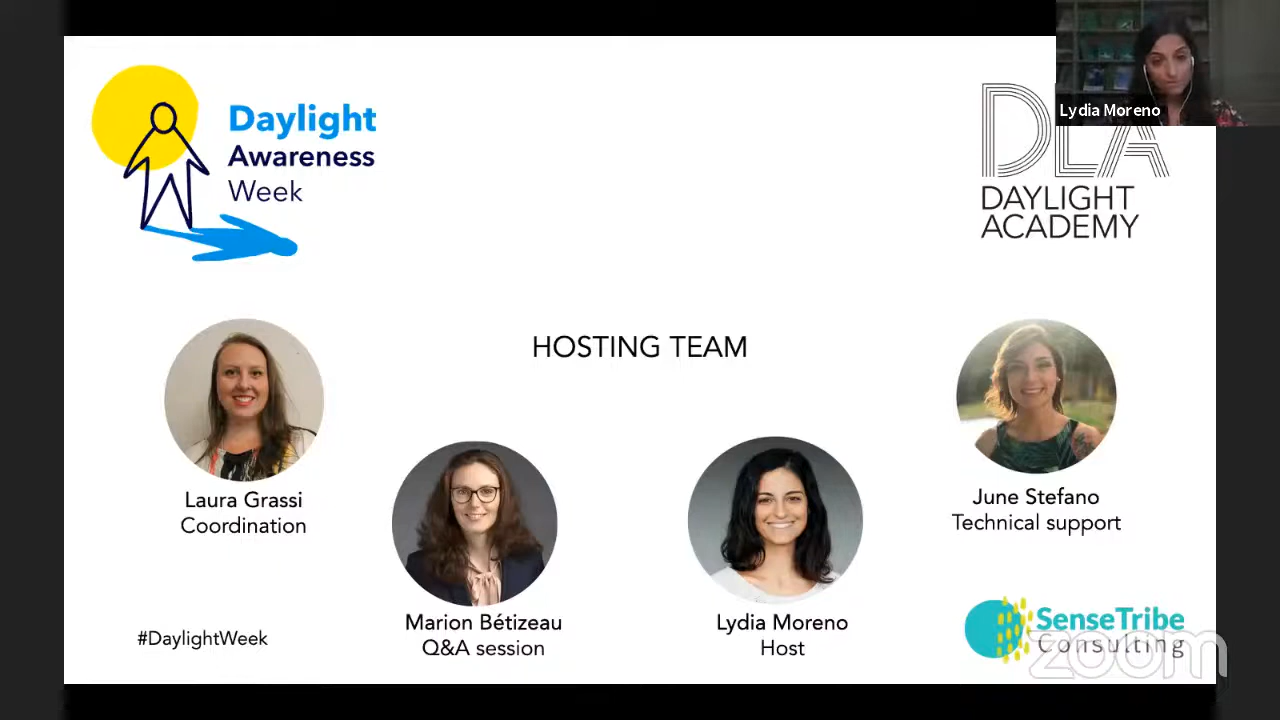 Daylight
Awareness
Week
Lydia Moreno
DLA
DAYLIGHT
ACADEMY
HOSTING TEAM
Laura Grassi
Coordination
June Stefano
Technical support
Marion Bétizeau
Q&A session
Lydia Moreno
Host
#DaylightWeek
SenseTribe
Consulting
zoom